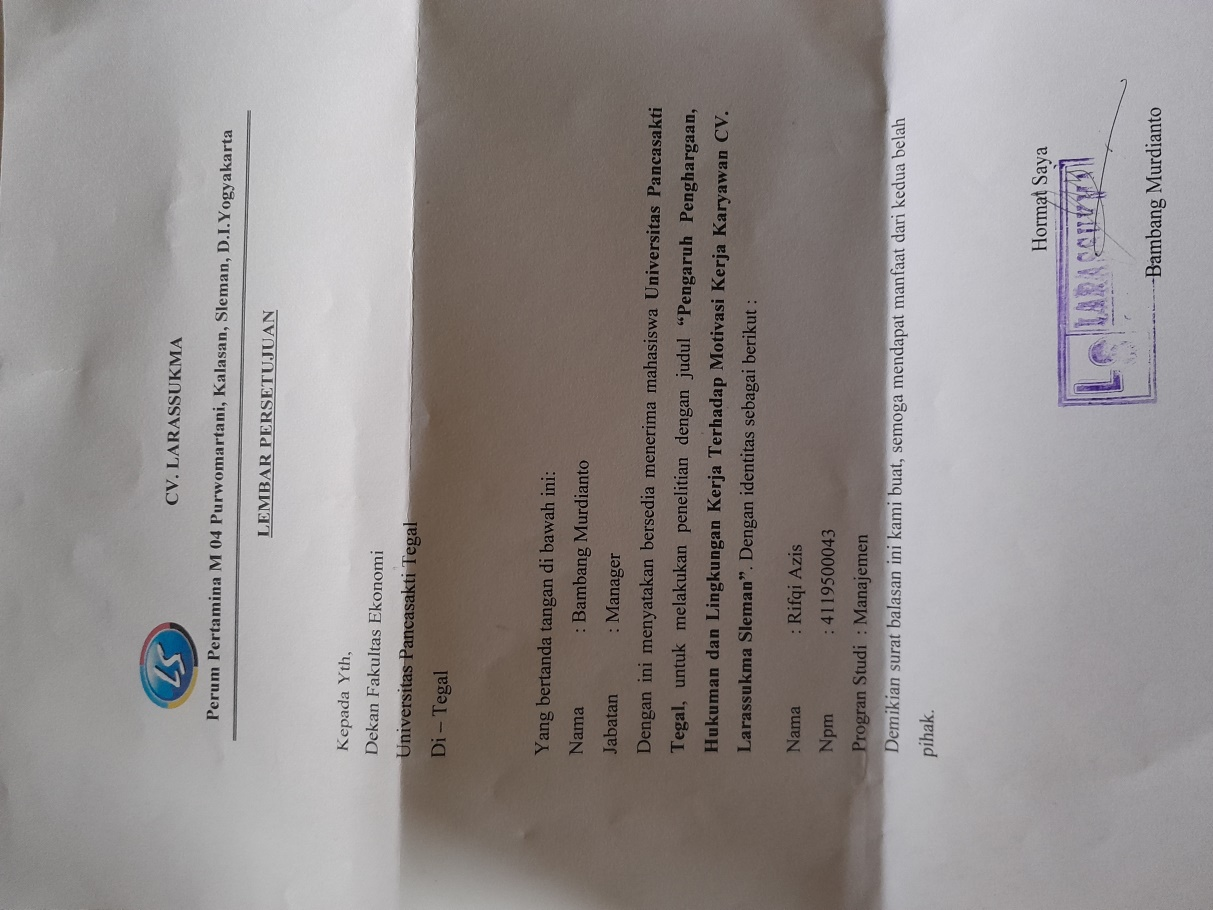 LS
CV. LARASSUKMA
Perum Pertamina M 04 Purwomartani, Kalasan, Sleman, D.I.Yogyakarta
LEMBAR PERSETUJUAN
Kepada Yth,
Dekan Fakultas Ekonomi
Universitas Pancasakti Tegal
Di – Tegal
Yang bertanda tangan di bawah ini:
Nama : Bambang Murdianto
Jabatan : Manager
Dengan ini menyatakan bersedia menerima mahasiswa Universitas Pancasakti
Tegal, untuk melakukan penelitian dengan judul “Pengaruh Penghargaan,
Hukuman dan Lingkungan Kerja Terhadap Motivasi Kerja Karyawan CV.
Larassukma Sleman”. Dengan identitas sebagai berikut :
Nama : Rifqi Azis
Npm : 4119500043
Progran Studi : Manajemen
Demikian surat balasan ini kami buat, semoga mendapat manfaat dari kedua belah
pihak.
Hormat Saya
LS LARASSUKMA
Bambang Murdianto